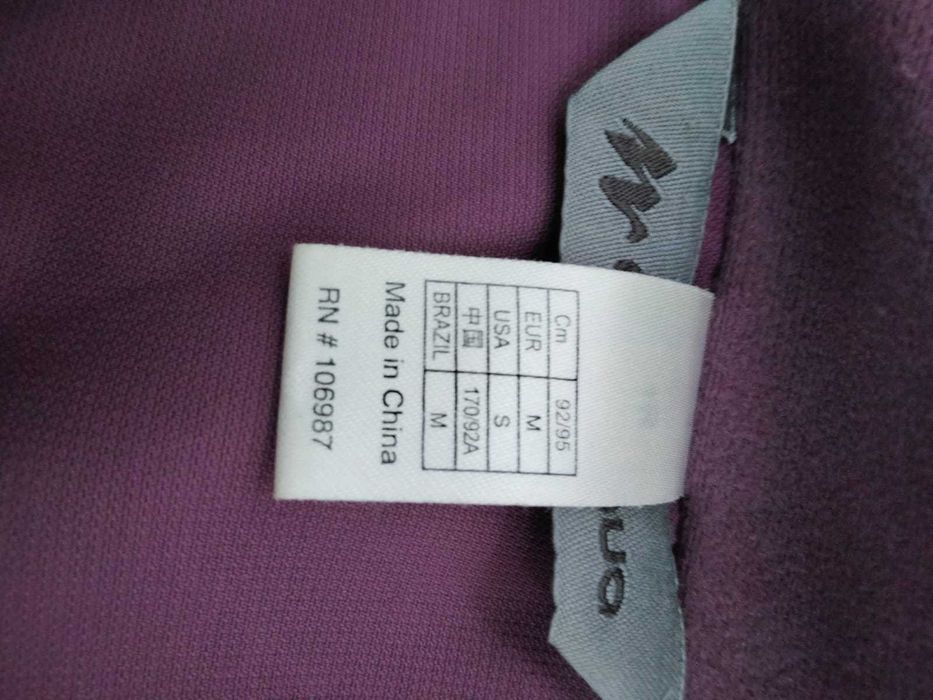 Cm 92/95
EUR M
USA S
中国 170/92A
BRAZIL M
Made in China
RN # 106987